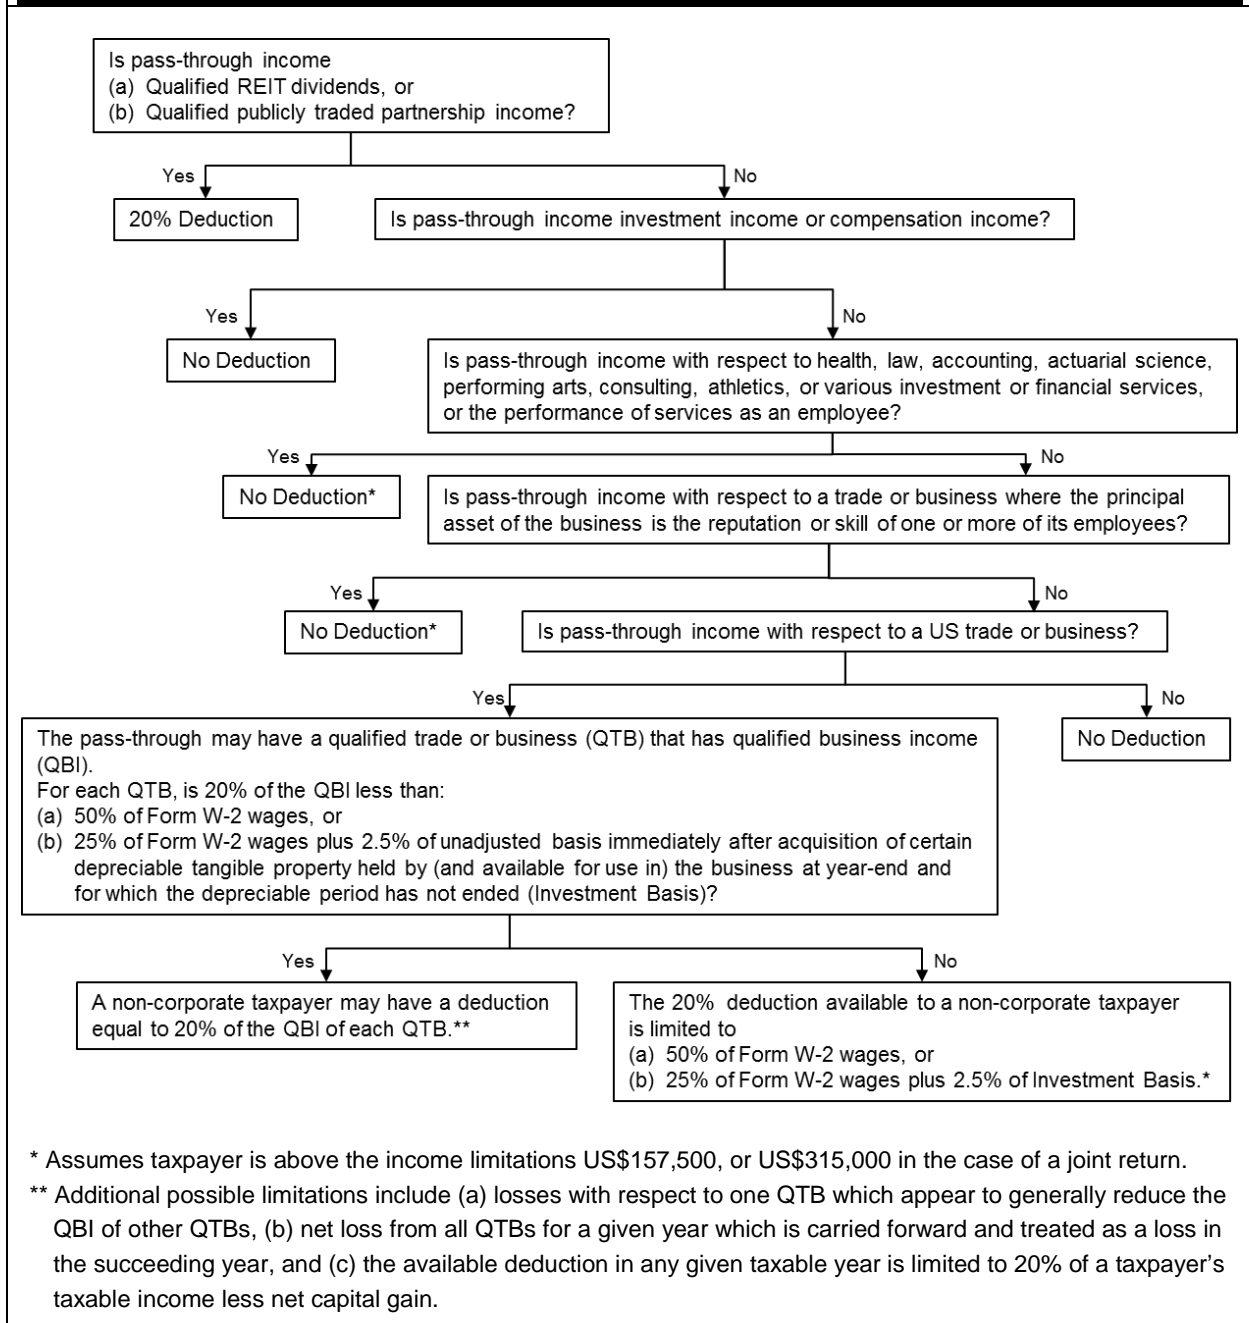 Is pass-through income
(a) Qualified REIT dividends, or
(b) Qualified publicly traded partnership income?
Yes
No
20% Deduction
Is pass-through income investment income or compensation income?
Yes
No
No Deduction
Is pass-through income with respect to health, law, accounting, actuarial science,
performing arts, consulting, athletics, or various investment or financial services,
or the performance of services as an employee?
Yes
No
No Deduction*
Is pass-through income with respect to a trade or business where the principal
asset of the business is the reputation or skill of one or more of its employees?
Yes
No
No Deduction*
Is pass-through income with respect to a US trade or business?
Yes
No
The pass-through may have a qualified trade or business (QTB) that has qualified business income
(QBI).
For each QTB, is 20% of the QBI less than:
(a) 50% of Form W-2 wages, or
(b) 25% of Form W-2 wages plus 2.5% of unadjusted basis immediately after acquisition of certain
depreciable tangible property held by (and available for use in) the business at year-end and
for which the depreciable period has not ended (Investment Basis)?
No Deduction
Yes
No
A non-corporate taxpayer may have a deduction
equal to 20% of the QBI of each QTB.**
The 20% deduction available to a non-corporate taxpayer
is limited to
(a) 50% of Form W-2 wages, or
(b) 25% of Form W-2 wages plus 2.5% of Investment Basis.*
* Assumes taxpayer is above the income limitations US$157,500, or US$315,000 in the case of a joint return.
** Additional possible limitations include (a) losses with respect to one QTB which appear to generally reduce the
QBI of other QTBs, (b) net loss from all QTBs for a given year which is carried forward and treated as a loss in
the succeeding year, and (c) the available deduction in any given taxable year is limited to 20% of a taxpayer's
taxable income less net capital gain.